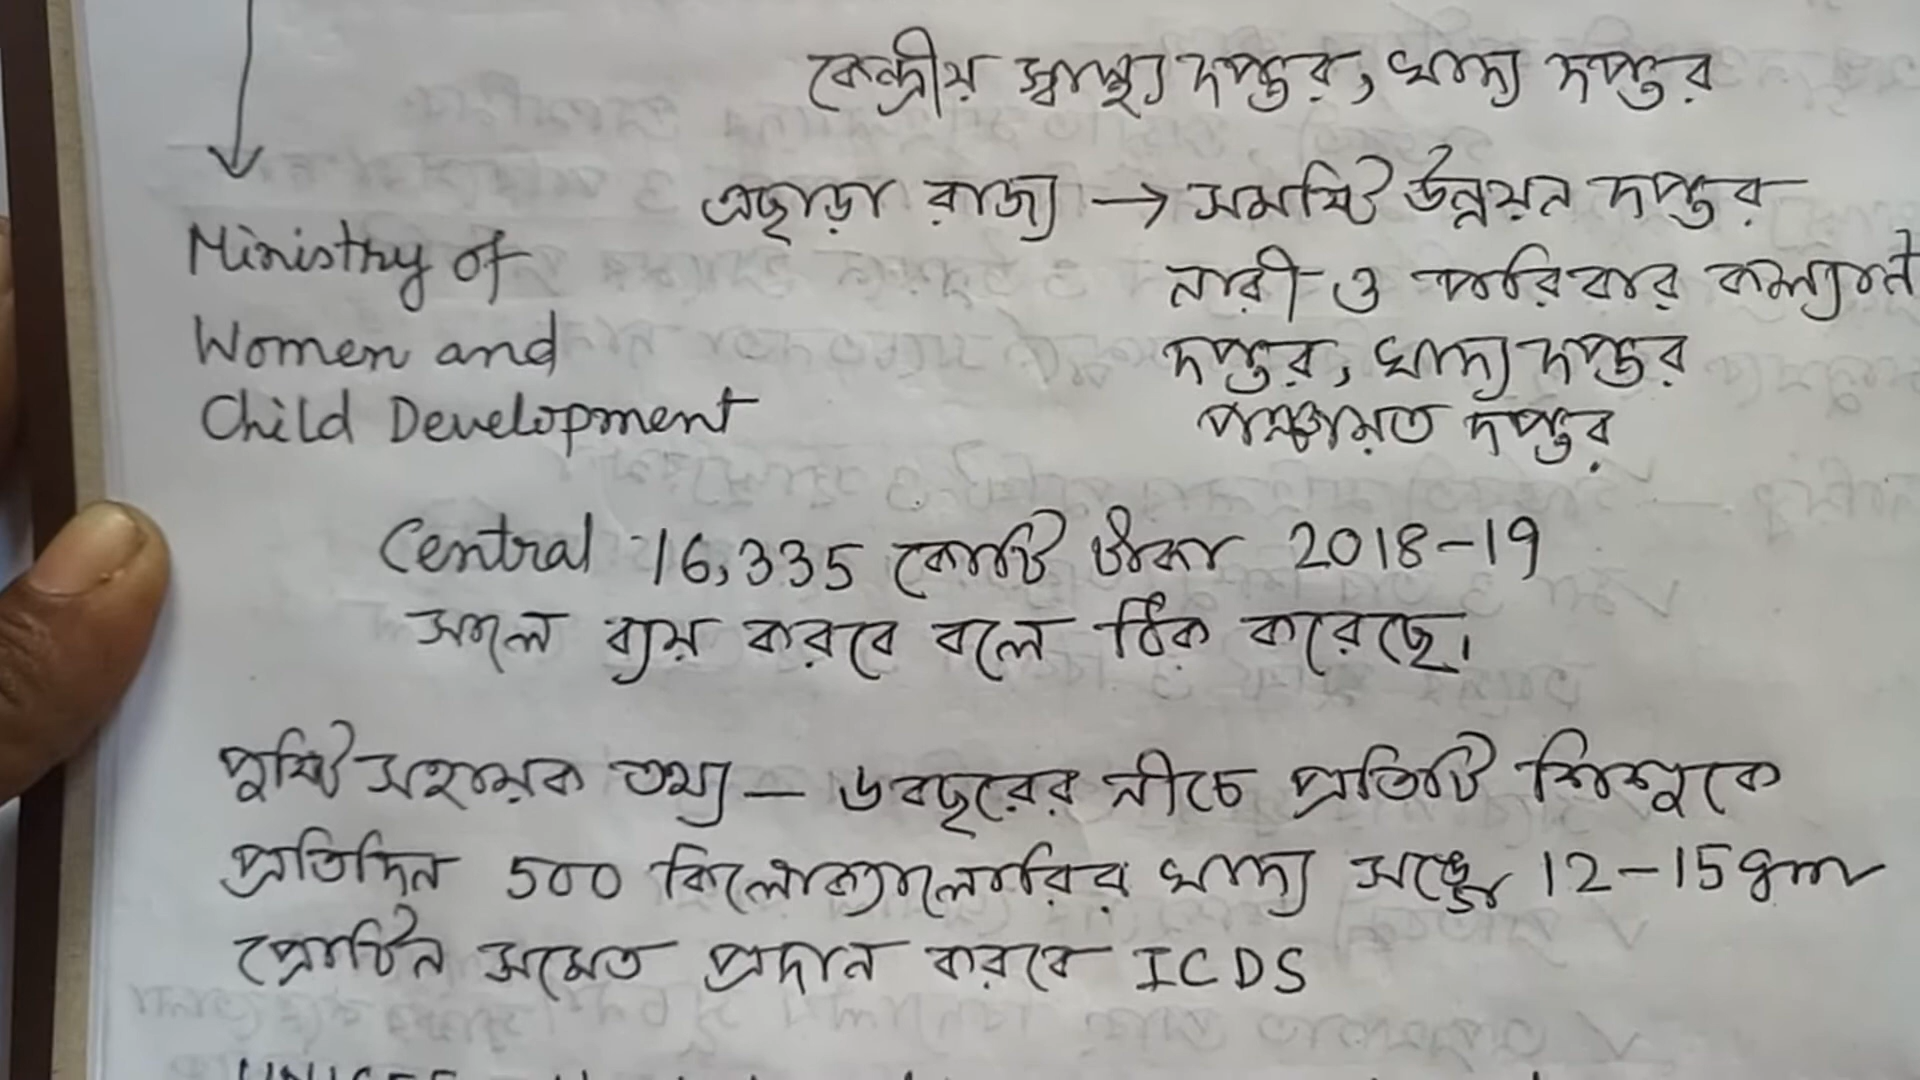 কেন্দ্রীয় স্বাস্থ্য দপ্তর, খাদ্য দপ্তর
এছাড়া রাজ্য → সমষ্টি উন্নয়ন দপ্তর
নারী ও পরিবার কল্যান
দপ্তর, খাদ্য দপ্তর
পঞ্চায়েত দপ্তর
Ministry of
Women and
Child Development
Central 16,335 কোটি টাকা 2018-19
সালে ব্যয় করবে বলে ঠিক করেছে।
পুষ্টি সহায়ক তথ্য — ৬ বছরের নীচে প্রতিটি শিশুকে
প্রতিদিন 500 কিলোক্যালোরির খাদ্য সঙ্গে 12-15 gm
প্রোটিন সমেত প্রদান করবে ICDS